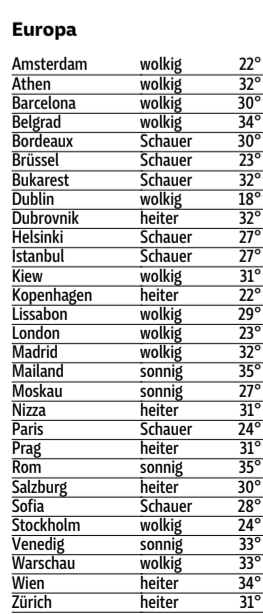 Europa
Amsterdam wolkig 22°
Athen wolkig 32°
Barcelona wolkig 30°
Belgrad wolkig 34°
Bordeaux Schauer 30°
Brüssel Schauer 23°
Bukarest Schauer 32°
Dublin wolkig 18°
Dubrovnik heiter 32°
Helsinki Schauer 27°
Istanbul Schauer 27°
Kiew wolkig 31°
Kopenhagen heiter 22°
Lissabon wolkig 29°
London wolkig 23°
Madrid wolkig 32°
Mailand sonnig 35°
Moskau sonnig 27°
Nizza heiter 31°
Paris Schauer 24°
Prag heiter 31°
Rom sonnig 35°
Salzburg heiter 30°
Sofia Schauer 28°
Stockholm wolkig 24°
Venedig sonnig 33°
Warschau wolkig 33°
Wien heiter 34°
Zürich heiter 31°